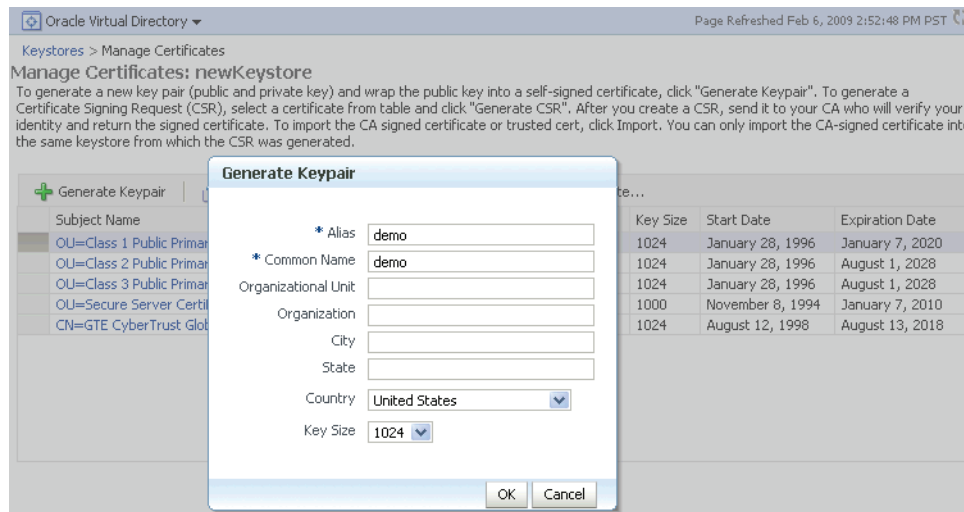 Oracle Virtual Directory
Page Refreshed Feb 6, 2009 2:52:48 PM PST
Keystores > Manage Certificates
Manage Certificates: newKeystore
To generate a new key pair (public and private key) and wrap the public key into a self-signed certificate, click "Generate Keypair". To generate a
Certificate Signing Request (CSR), select a certificate from table and click "Generate CSR". After you create a CSR, send it to your CA who will verify your
identity and return the signed certificate. To import the CA signed certificate or trusted cert, click Import. You can only import the CA-signed certificate int
the same keystore from which the CSR was generated.
Generate Keypair
te...
Subject Name Key Size Start Date Expiration Date
OU=Class 1 Public Primar 1024 January 28, 1996 January 7, 2020
OU=Class 2 Public Primar 1024 January 28, 1996 August 1, 2028
OU=Class 3 Public Primar 1024 January 28, 1996 August 1, 2028
OU=Secure Server Certif 1000 November 8, 1994 January 7, 2010
CN=GTE CyberTrust Glob 1024 August 12, 1998 August 13, 2018
Generate Keypair
* Alias demo
* Common Name demo
Organizational Unit
Organization
City
State
Country United States
Key Size 1024
OK Cancel